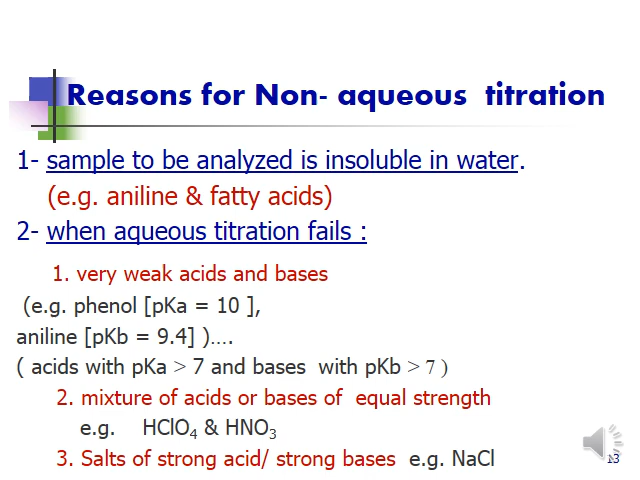 Reasons for Non- aqueous titration
1- sample to be analyzed is insoluble in water.
(e.g. aniline & fatty acids)
2- when aqueous titration fails :
1. very weak acids and bases
(e.g. phenol [pKa = 10 ],
aniline [pKb = 9.4] )….
( acids with pKa > 7 and bases with pKb > 7 )
2. mixture of acids or bases of equal strength
e.g. HClO₄ & HNO₃
3. Salts of strong acid/ strong bases e.g. NaCl
13